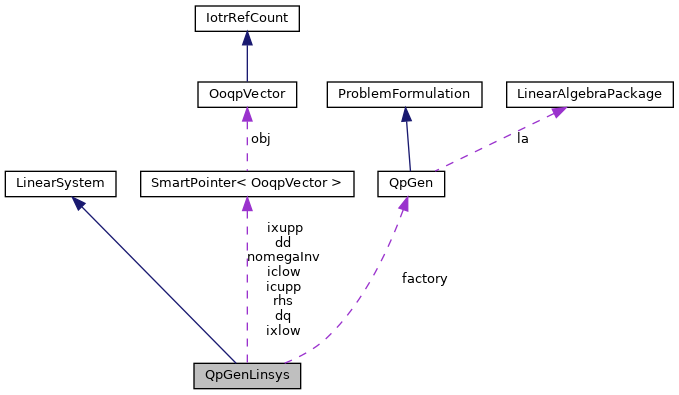 IotrRefCount
OoqpVector
ProblemFormulation
LinearAlgebraPackage
obj
la
LinearSystem
SmartPointer< OoqpVector >
QpGen
ixupp
dd
nomegaInv
iclow
icupp
rhs
dq
ixlow
factory
QpGenLinsys